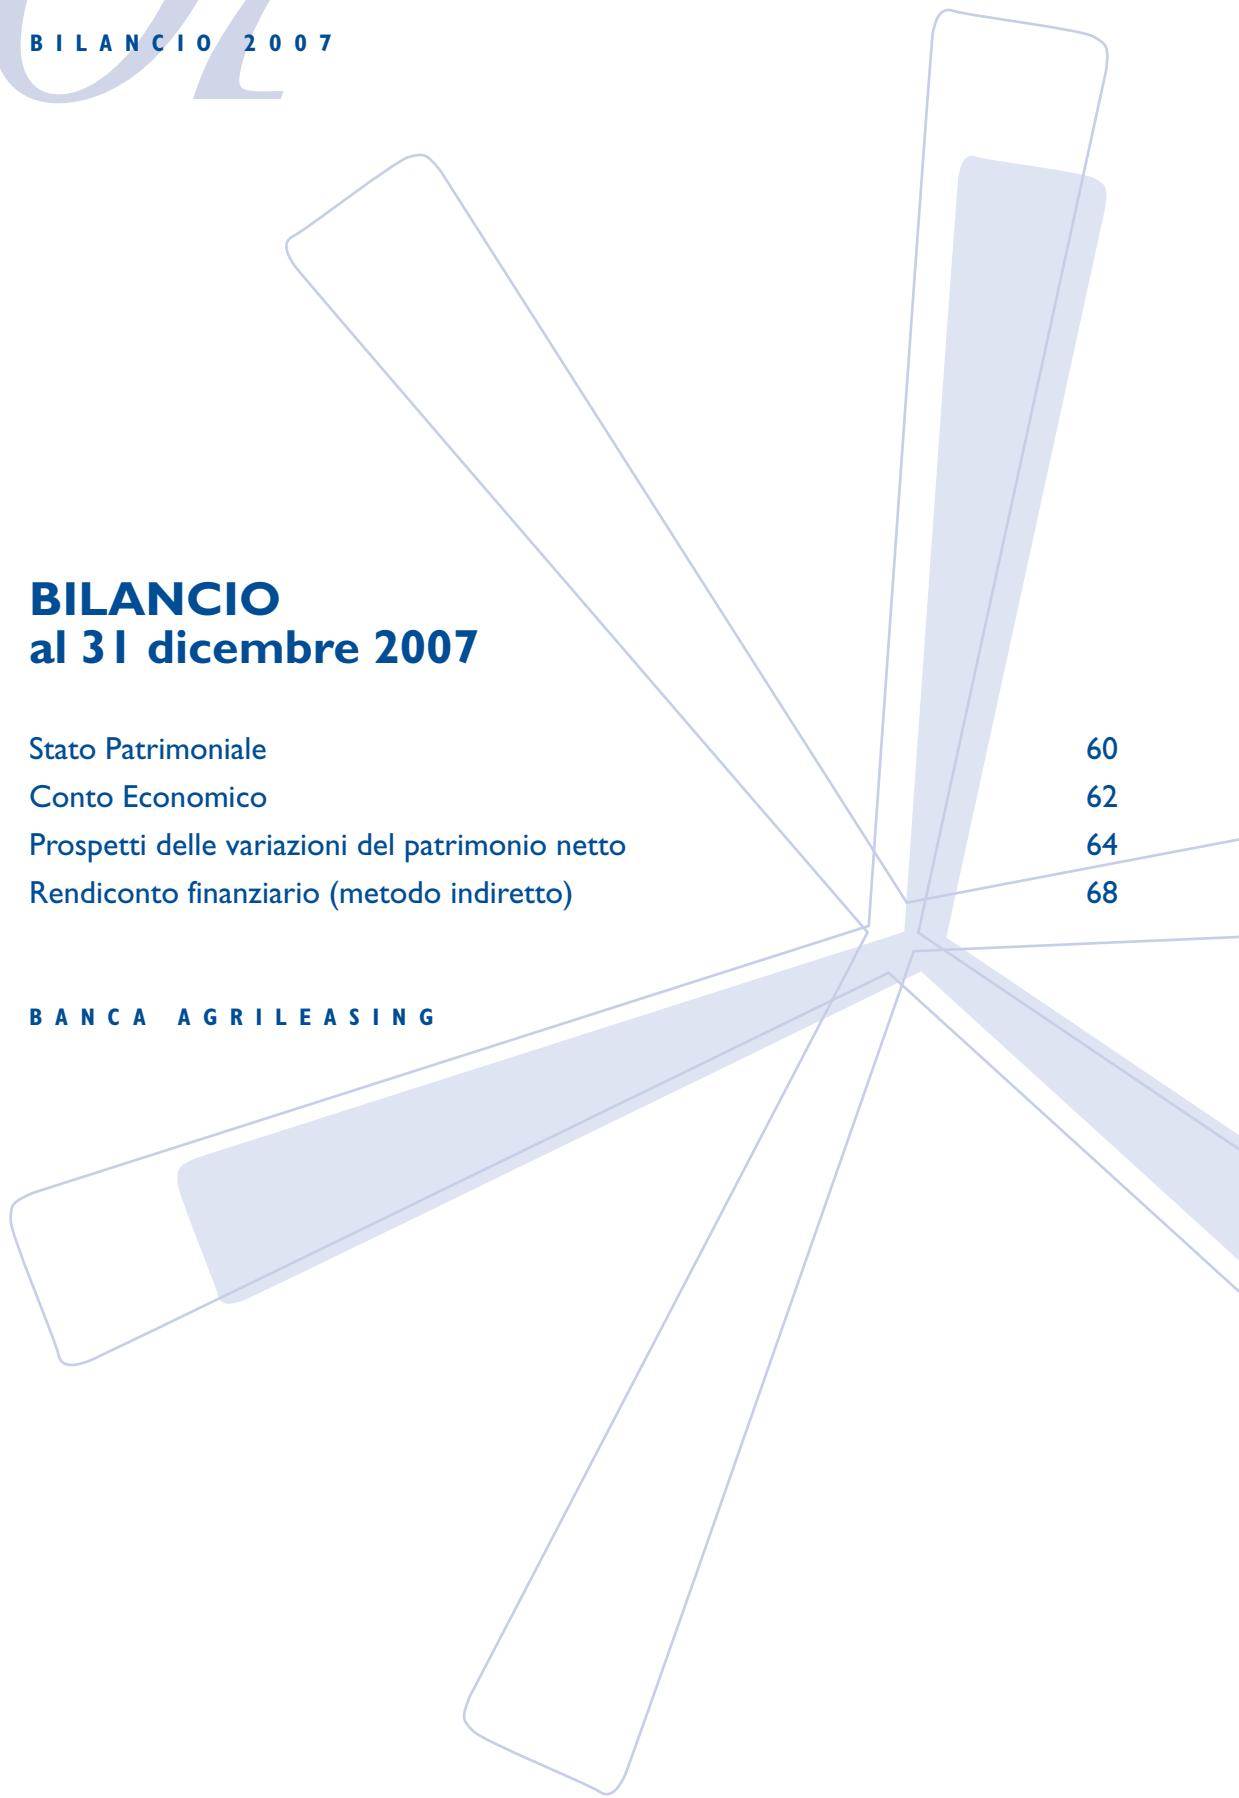 BILANCIO 2007
BILANCIO
al 31 dicembre 2007
Stato Patrimoniale 60
Conto Economico 62
Prospetti delle variazioni del patrimonio netto 64
Rendiconto finanziario (metodo indiretto) 68
BANCA AGRILEASING